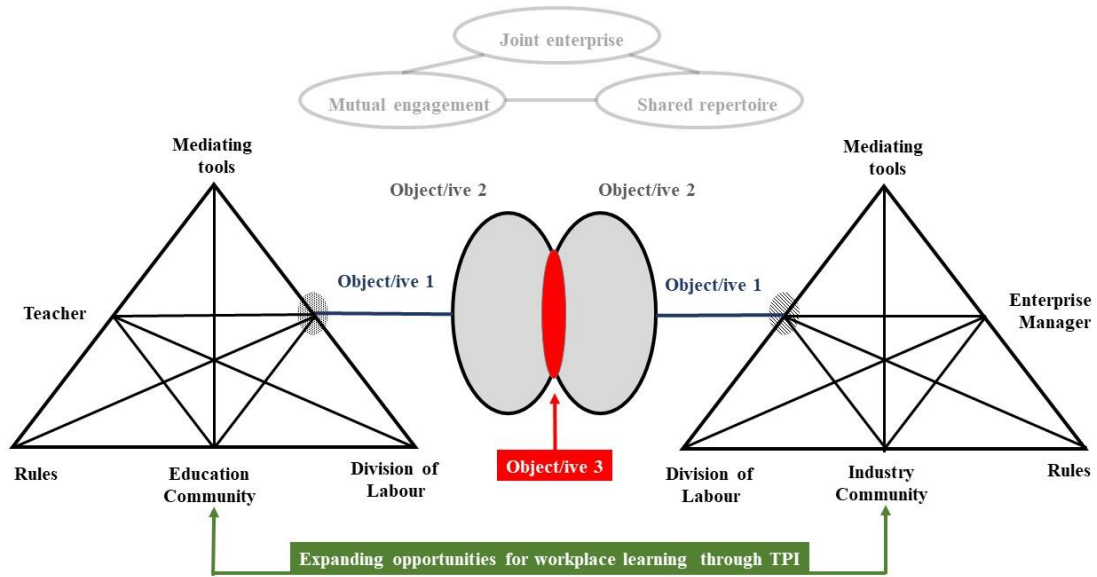 Joint enterprise
Mutual engagement
Shared repertoire
Mediating
tools
Mediating
tools
Object/ive 2
Object/ive 2
Object/ive 1
Object/ive 1
Teacher
Enterprise
Manager
Rules
Education
Community
Division of
Labour
Object/ive 3
Division of
Labour
Industry
Community
Rules
Expanding opportunities for workplace learning through TPI